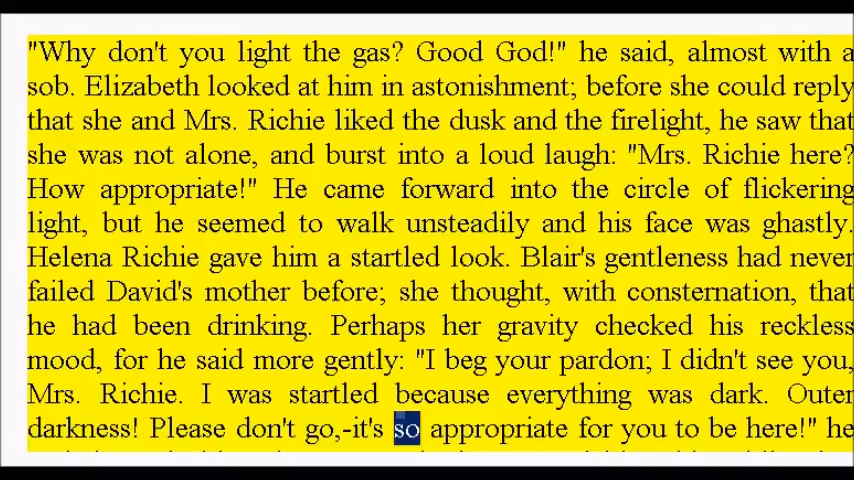 "Why don't you light the gas? Good God!" he said, almost with a
sob. Elizabeth looked at him in astonishment; before she could reply
that she and Mrs. Richie liked the dusk and the firelight, he saw that
she was not alone, and burst into a loud laugh: "Mrs. Richie here?
How appropriate!" He came forward into the circle of flickering
light, but he seemed to walk unsteadily and his face was ghastly.
Helena Richie gave him a startled look. Blair's gentleness had never
failed David's mother before; she thought, with consternation, that
he had been drinking. Perhaps her gravity checked his reckless
mood, for he said more gently: "I beg your pardon; I didn't see you,
Mrs. Richie. I was startled because everything was dark. Outer
darkness! Please don't go,-it's so appropriate for you to be here!" he